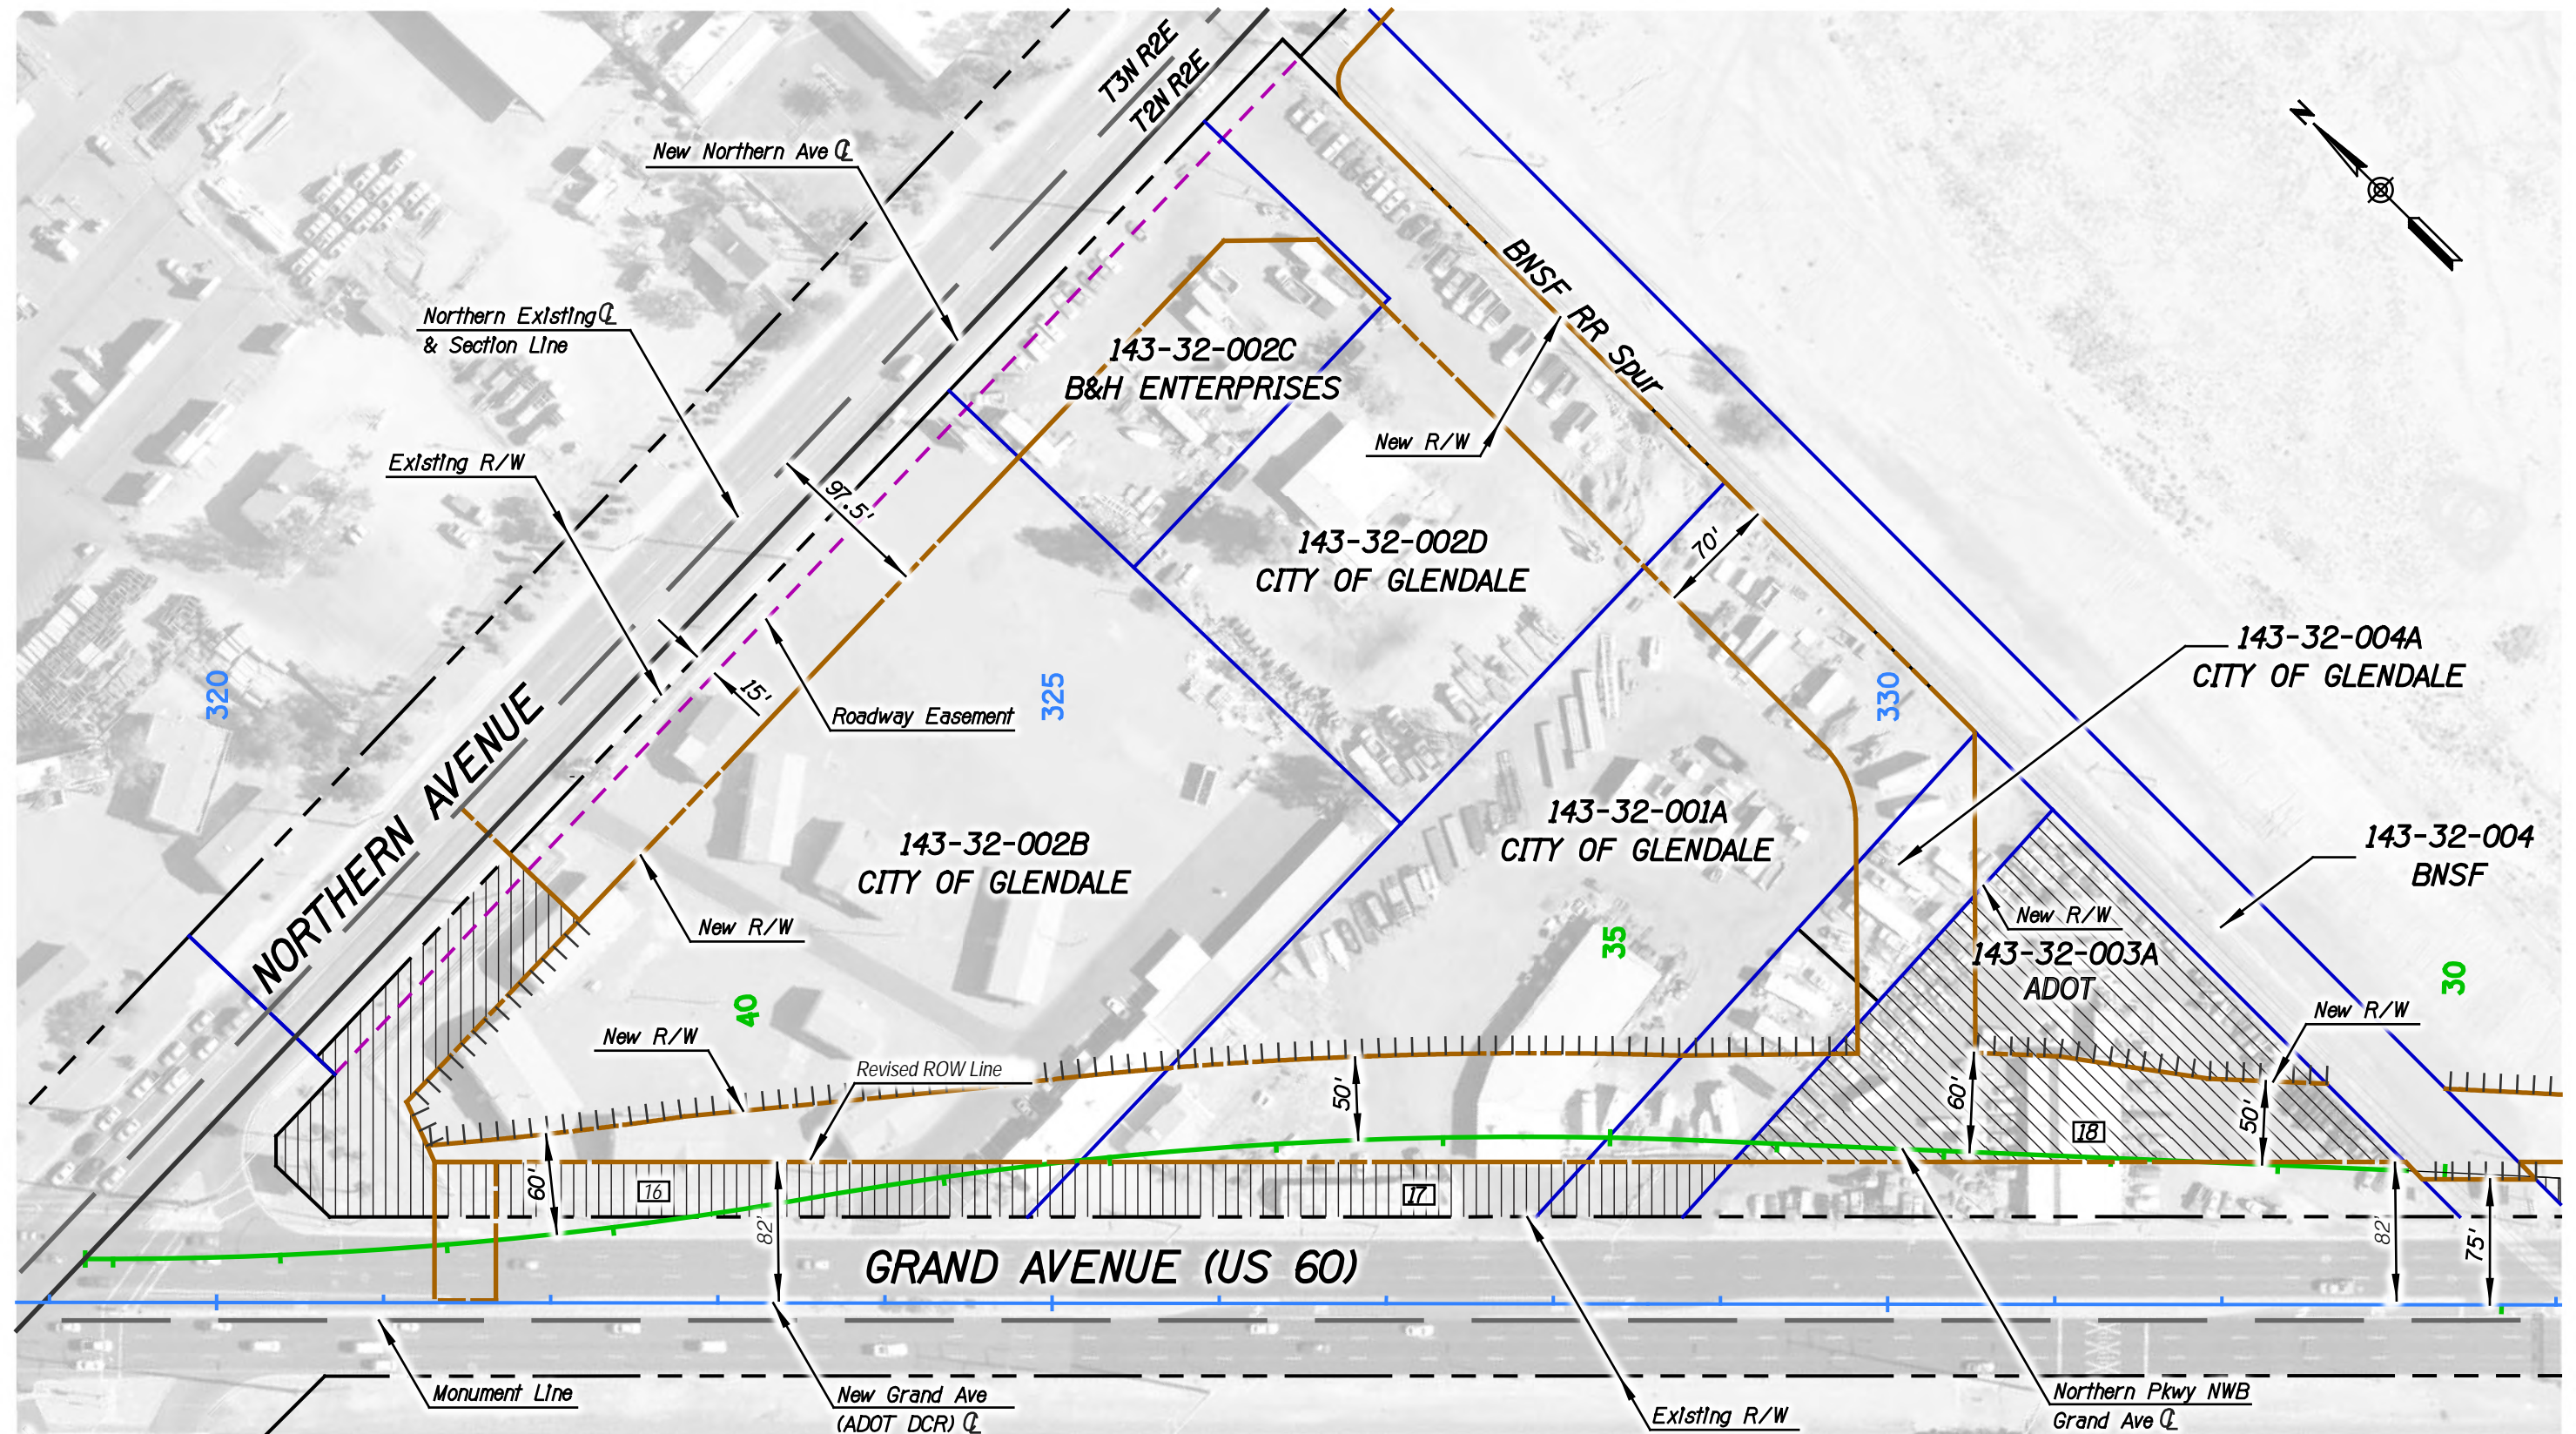 T3N R2E
T2N R2E
N
New Northern Ave ℄
Northern Existing ℄
& Section Line
Existing R/W
97.5'
15'
Roadway Easement
NORTHERN AVENUE
143-32-002C
B&H ENTERPRISES
New R/W
BNSF RR Spur
143-32-002D
CITY OF GLENDALE
70'
143-32-004A
CITY OF GLENDALE
320
325
330
143-32-002B
CITY OF GLENDALE
New R/W
143-32-001A
CITY OF GLENDALE
143-32-004
BNSF
New R/W
143-32-003A
ADOT
35
30
40
New R/W
Revised ROW Line
New R/W
50'
60'
50'
60'
16
17
18
82'
82'
75'
GRAND AVENUE (US 60)
Monument Line
New Grand Ave
(ADOT DCR) ℄
Existing R/W
Northern Pkwy NWB
Grand Ave ℄